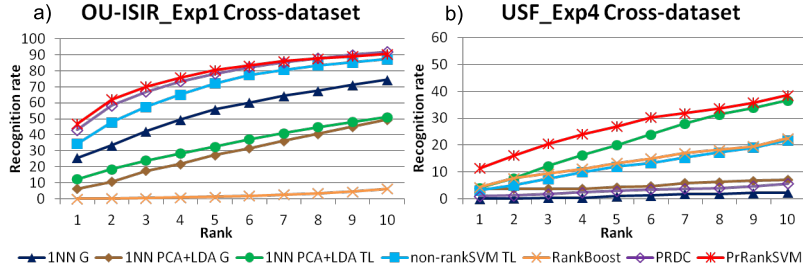 a) OU-ISIR_Exp1 Cross-dataset
Recognition rate
100
90
80
70
60
50
40
30
20
10
0
1 2 3 4 5 6 7 8 9 10
Rank
b) USF_Exp4 Cross-dataset
Recognition rate
60
50
40
30
20
10
0
1 2 3 4 5 6 7 8 9 10
Rank
1NN G 1NN PCA+LDA G 1NN PCA+LDA TL non-rankSVM TL RankBoost PRDC PrRankSVM